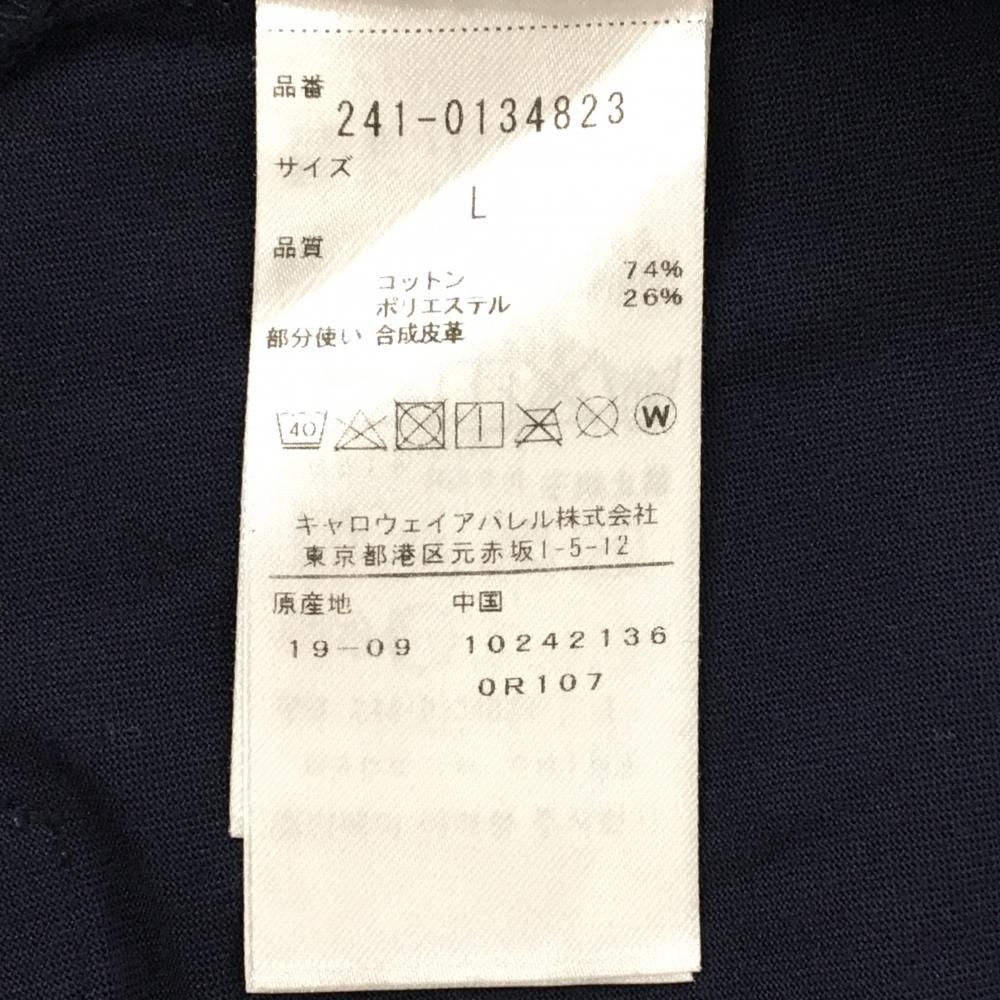 品番
241-0134823
サイズ
L
品質
コットン 74%
ポリエステル 26%
部分使い 合成皮革
40 W
キャロウェイアパレル株式会社
東京都港区元赤坂1-5-12
原産地 中国
19-09 10242136
0R107